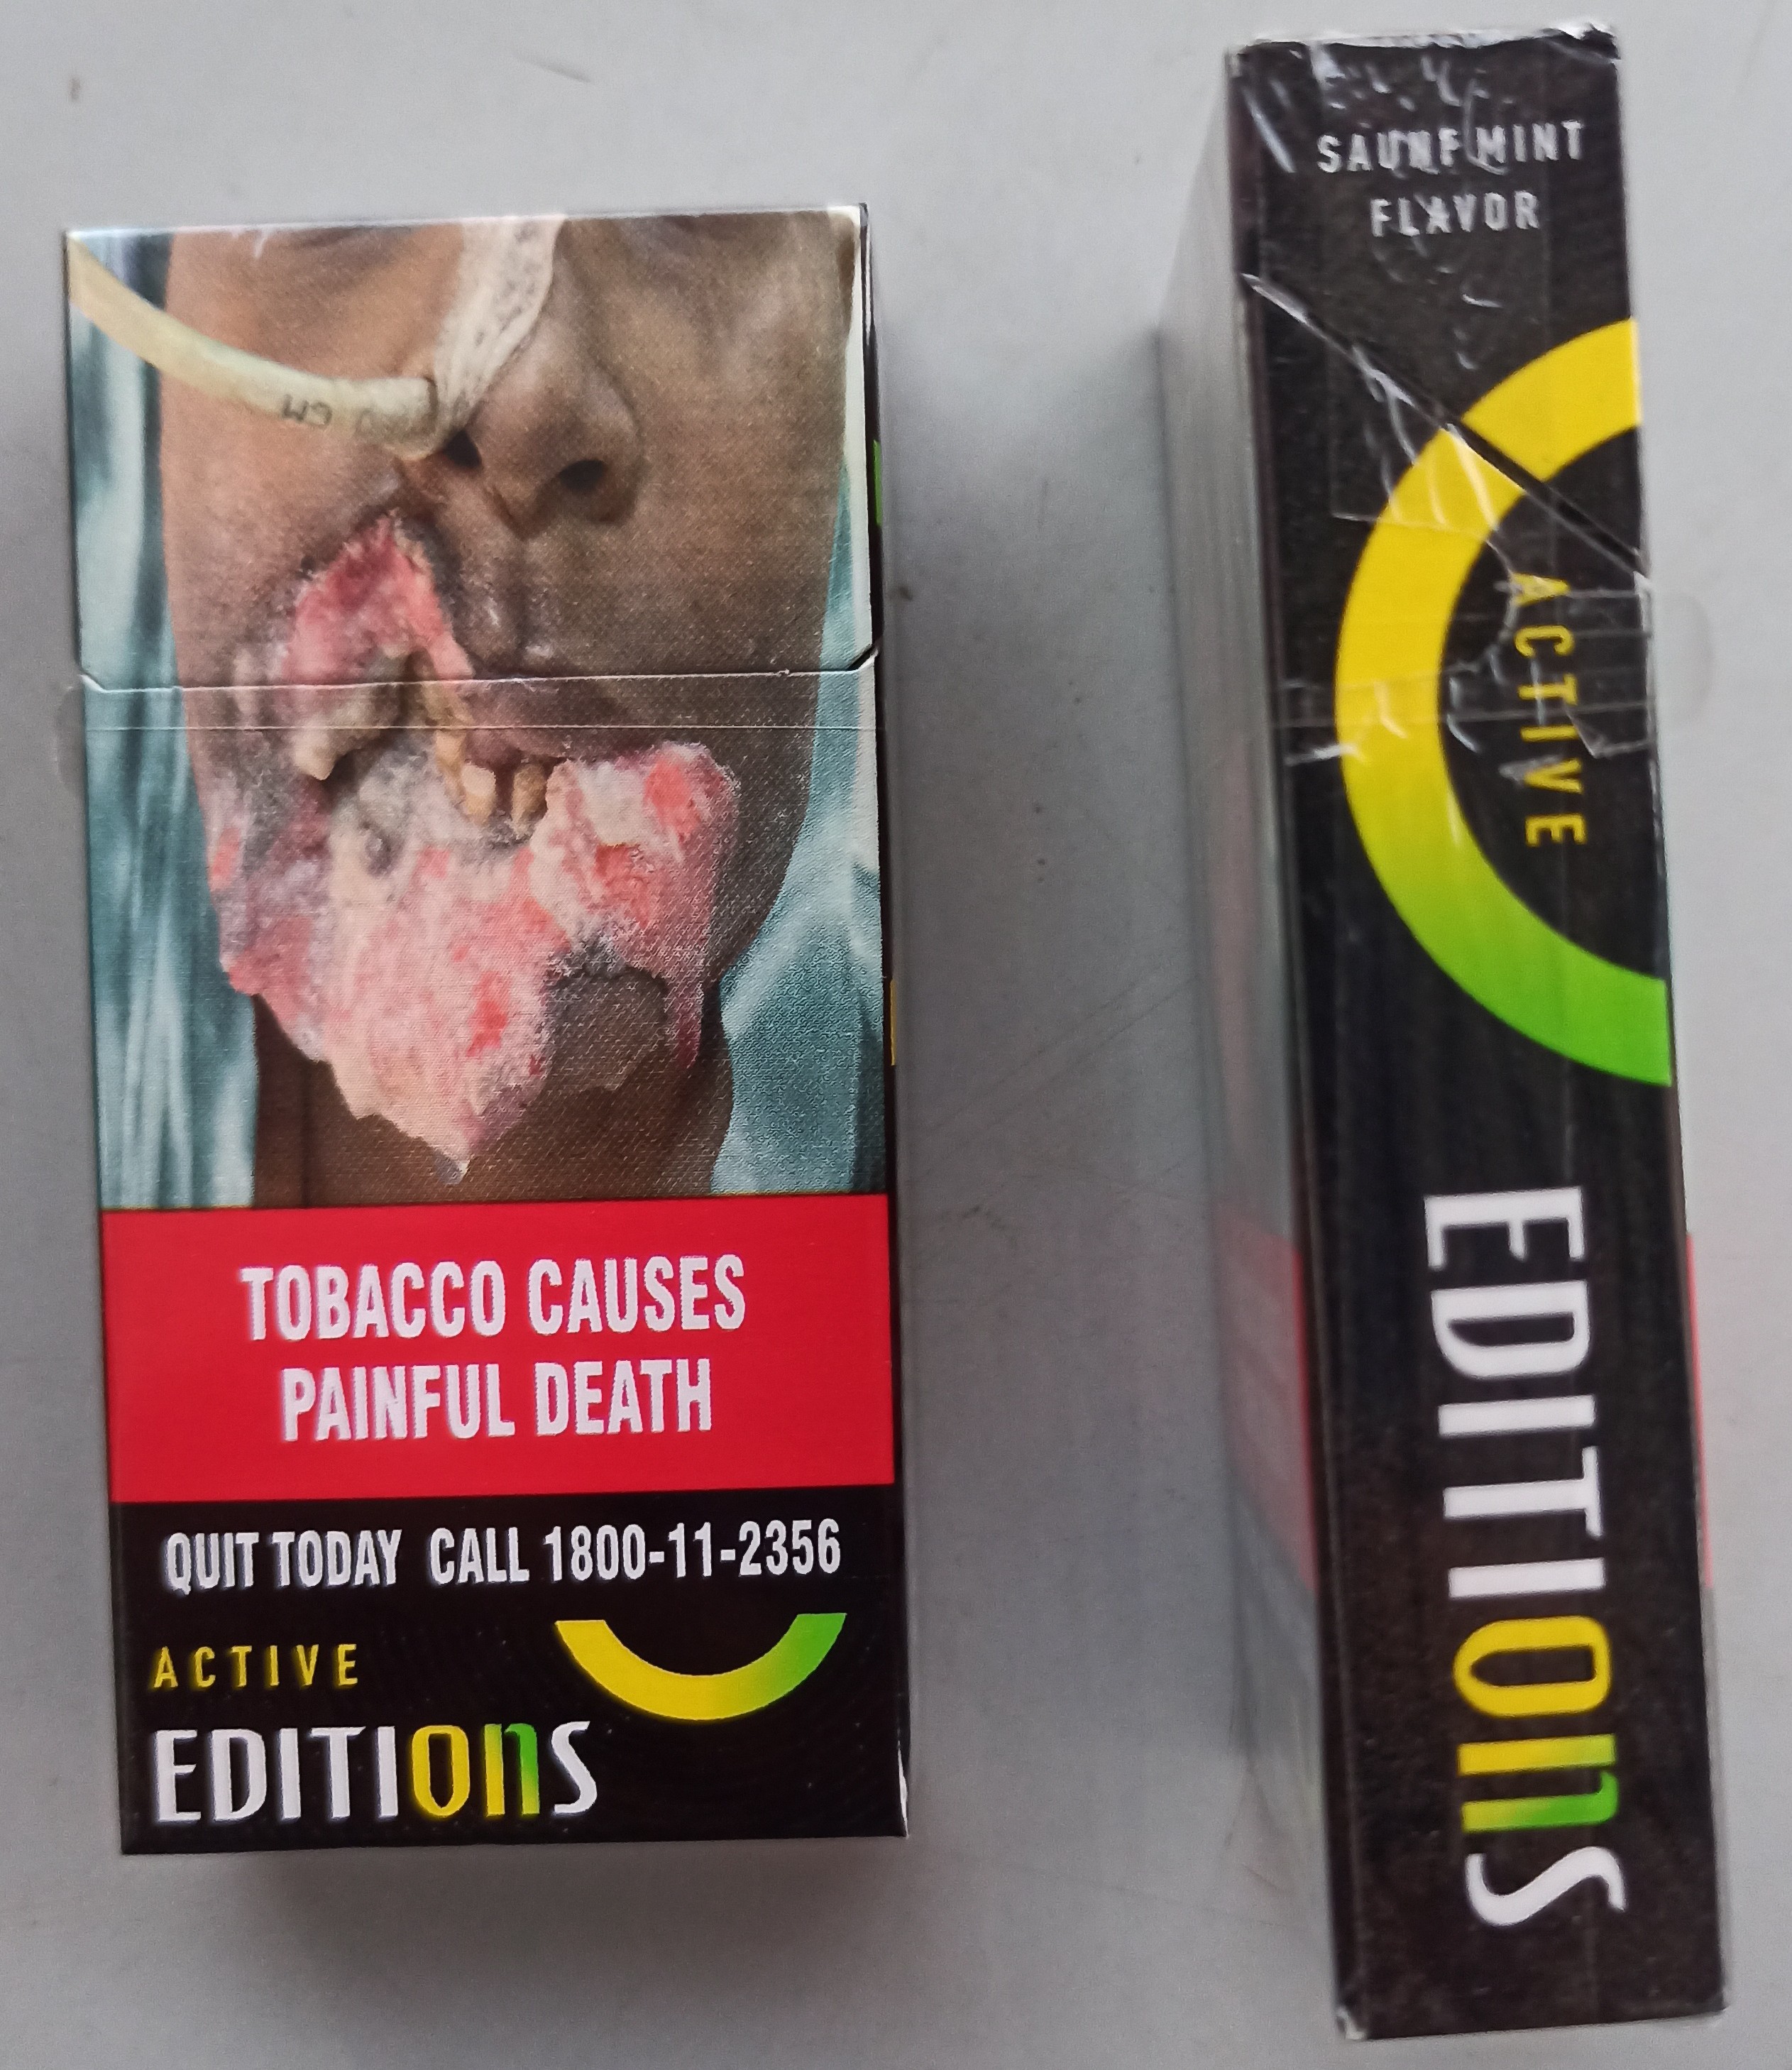 TOBACCO CAUSES
PAINFUL DEATH
QUIT TODAY CALL 1800-11-2356
ACTIVE
EDITIOnS
SAUNF MINT
FLAVOR
ACTIVE
EDITIOnS